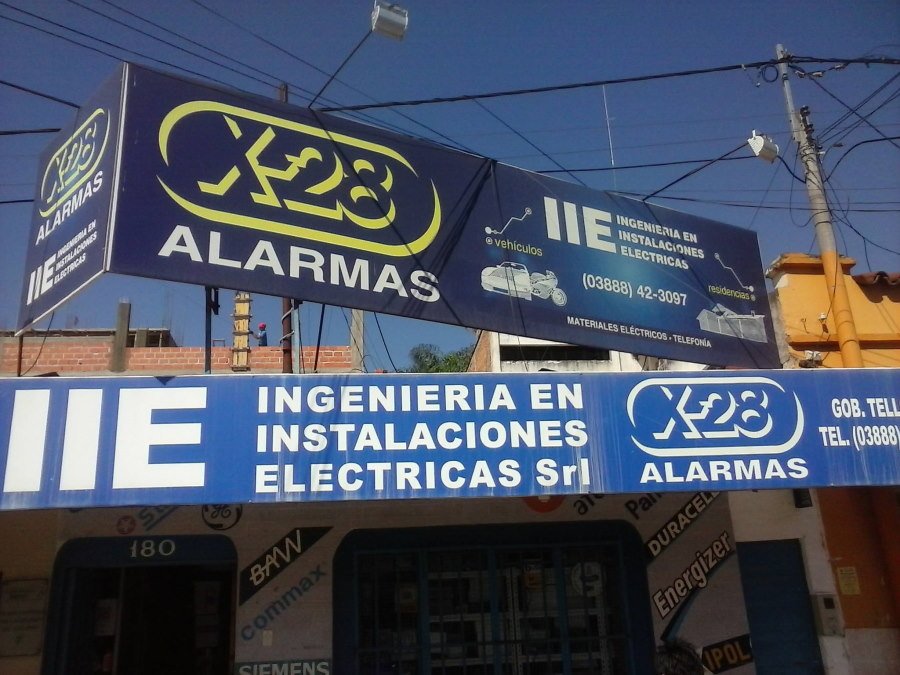 X-28
ALARMAS
IIE INGENIERIA EN
INSTALACIONES
ELECTRICAS
X-28
ALARMAS
vehículos
IIE INGENIERIA EN
INSTALACIONES
ELECTRICAS
(03888) 42-3097
residencias
MATERIALES ELÉCTRICOS - TELEFONÍA
IIE INGENIERIA EN
INSTALACIONES
ELECTRICAS Srl
X-28
ALARMAS
GOB. TELL
TEL. (03888)
180
GE
BAW
commax
SIEMENS
DURACELL
Energizer
IPOL